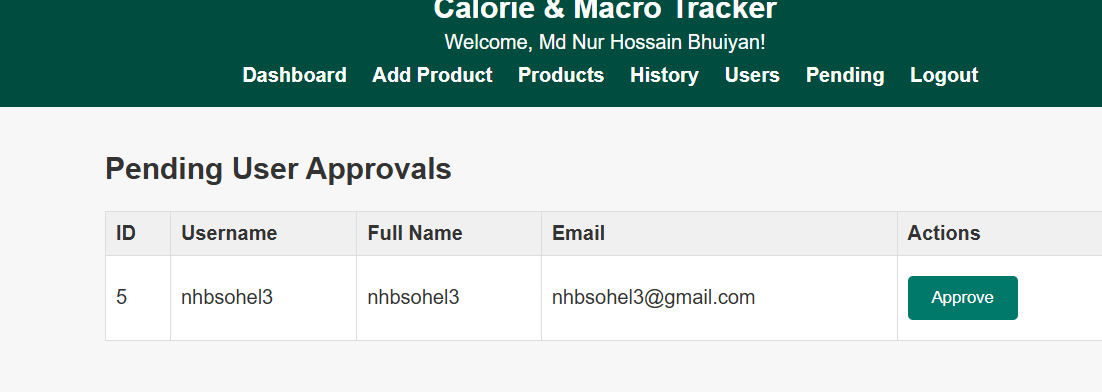 Calorie & Macro Tracker
Welcome, Md Nur Hossain Bhuiyan!
Dashboard Add Product Products History Users Pending Logout
Pending User Approvals
ID Username Full Name Email Actions
5 nhbsohel3 nhbsohel3 nhbsohel3@gmail.com Approve